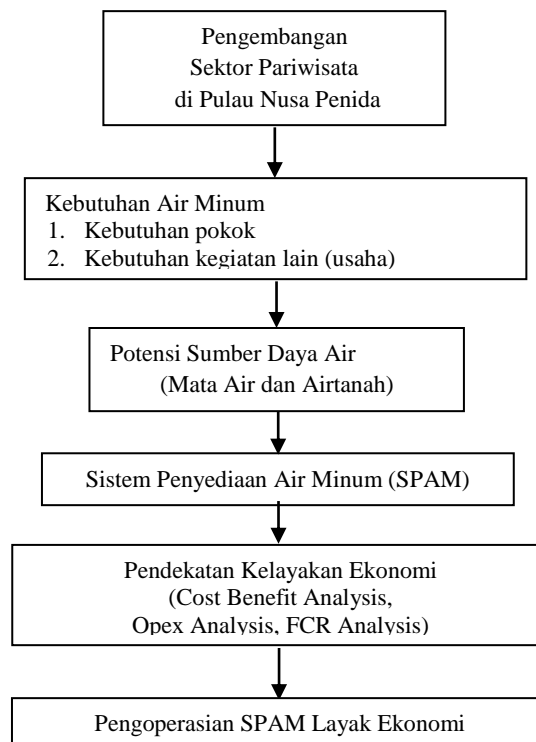 Pengembangan
Sektor Pariwisata
di Pulau Nusa Penida
Kebutuhan Air Minum
1. Kebutuhan pokok
2. Kebutuhan kegiatan lain (usaha)
Potensi Sumber Daya Air
(Mata Air dan Airtanah)
Sistem Penyediaan Air Minum (SPAM)
Pendekatan Kelayakan Ekonomi
(Cost Benefit Analysis,
Opex Analysis, FCR Analysis)
Pengoperasian SPAM Layak Ekonomi